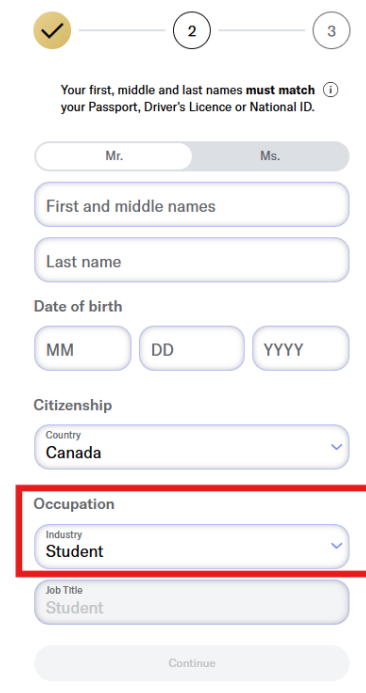 2
3
Your first, middle and last names must match i
your Passport, Driver's Licence or National ID.
Mr. Ms.
First and middle names
Last name
Date of birth
MM DD YYYY
Citizenship
Country
Canada
Occupation
Industry
Student
Job Title
Student
Continue